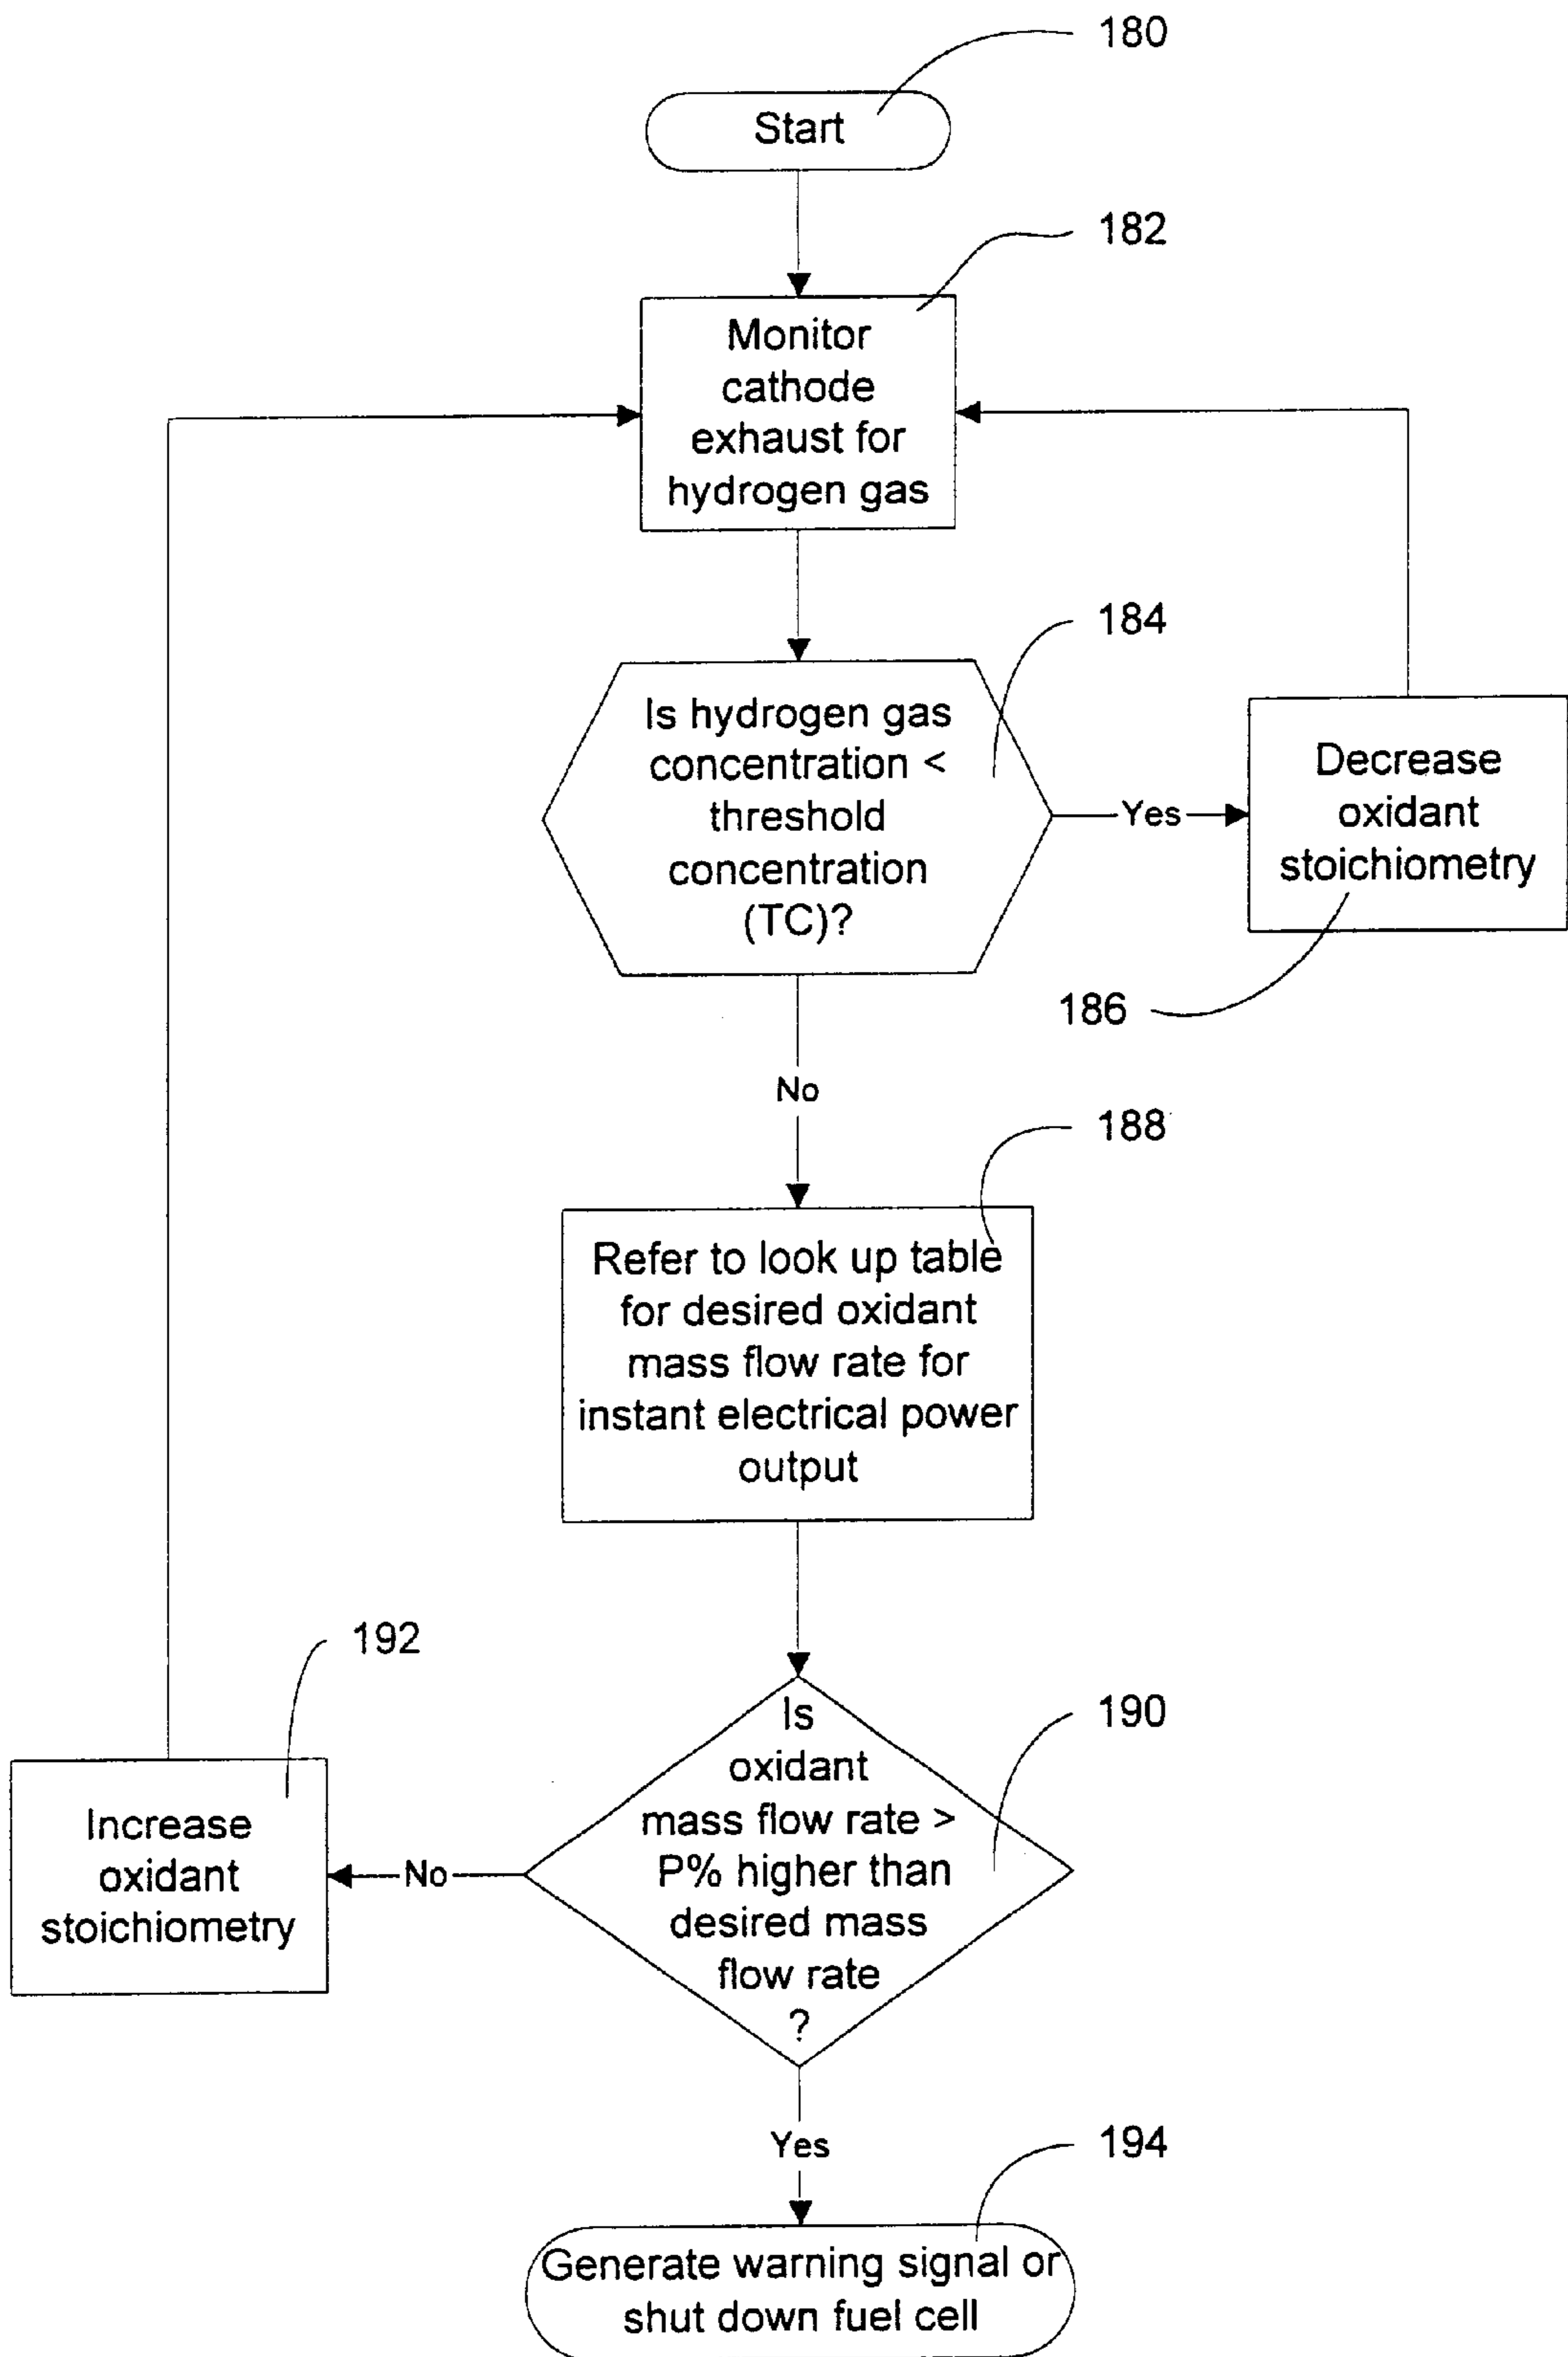 180
Start
182
Monitor
cathode
exhaust for
hydrogen gas
184
Is hydrogen gas
concentration <
threshold
concentration
(TC)?
Yes
Decrease
oxidant
stoichiometry
186
No
188
Refer to look up table
for desired oxidant
mass flow rate for
instant electrical power
output
192
190
Is
oxidant
mass flow rate >
P% higher than
desired mass
flow rate
?
No
Increase
oxidant
stoichiometry
Yes
194
Generate warning signal or
shut down fuel cell